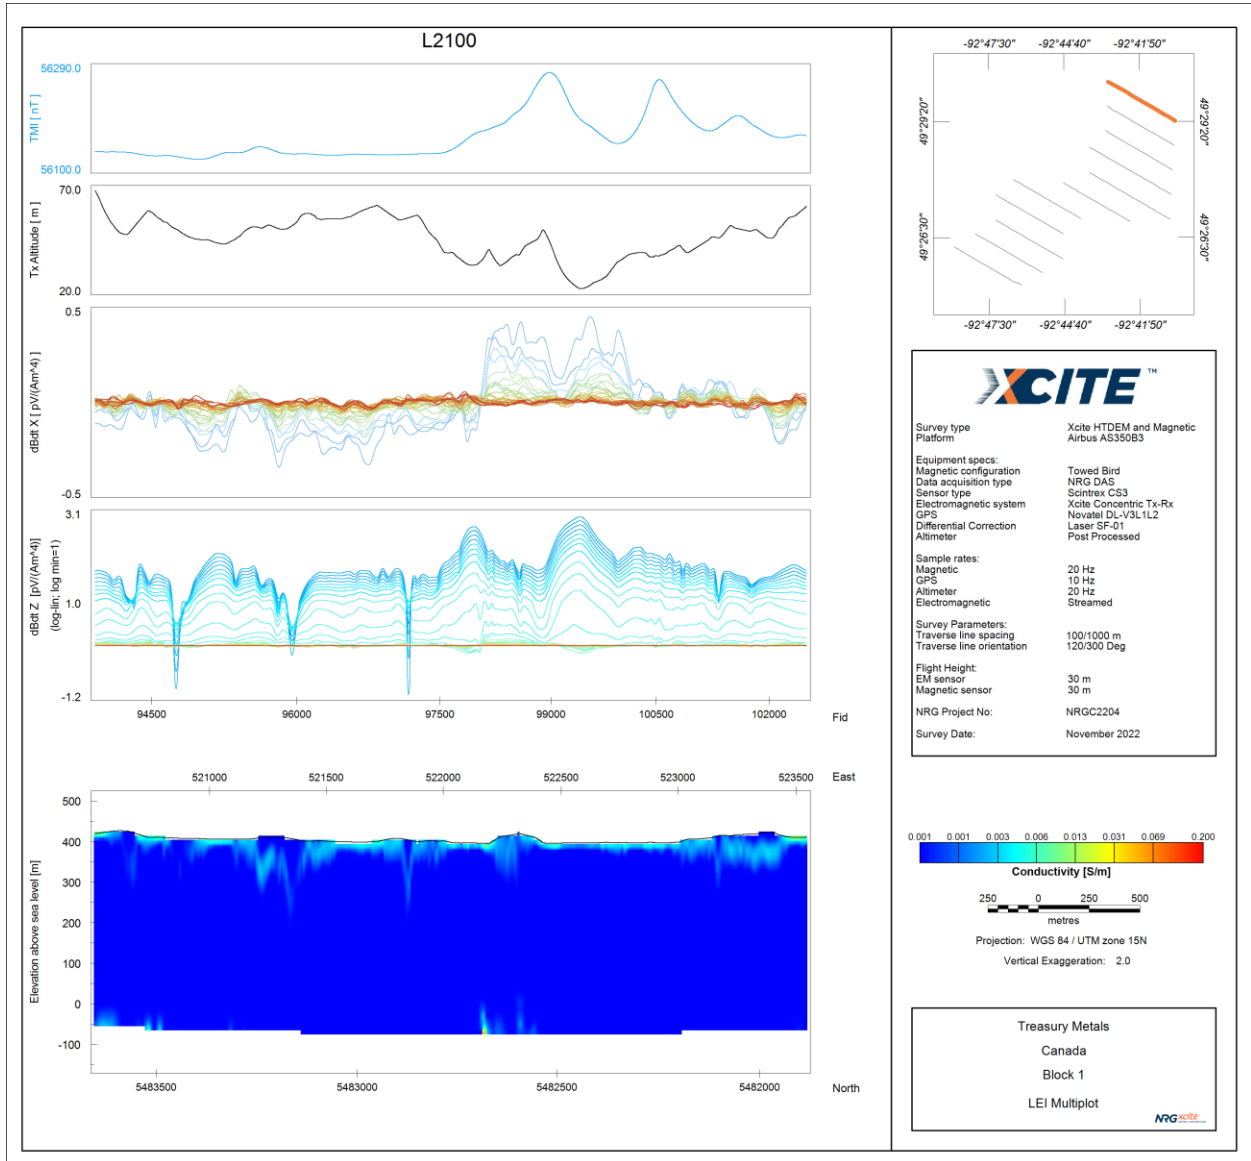 L2100
56290.0
TMI [ nT ]
56100.0
70.0
Tx Altitude [ m ]
20.0
0.5
dBdt X [ pV/(Am^4) ]
-0.5
3.1
dBdt Z [pV/(Am^4)]
(log-lin; log min=1)
1.0
-1.2
94500 96000 97500 99000 100500 102000 Fid
521000 521500 522000 522500 523000 523500 East
500
400
300
200
100
0
-100
Elevation above sea level [m]
5483500 5483000 5482500 5482000 North
-92°47'30" -92°44'40" -92°41'50"
49°29'20" 49°29'20"
49°26'30" 49°26'30"
-92°47'30" -92°44'40" -92°41'50"
XCITE ™
Survey type Xcite HTDEM and Magnetic
Platform Airbus AS350B3
Equipment specs:
Magnetic configuration Towed Bird
Data acquisition type NRG DAS
Sensor type Scintrex CS3
Electromagnetic system Xcite Concentric Tx-Rx
GPS Novatel DL-V3L1L2
Differential Correction Laser SF-01
Altimeter Post Processed
Sample rates:
Magnetic 20 Hz
GPS 10 Hz
Altimeter 20 Hz
Electromagnetic Streamed
Survey Parameters:
Traverse line spacing 100/1000 m
Traverse line orientation 120/300 Deg
Flight Height:
EM sensor 30 m
Magnetic sensor 30 m
NRG Project No: NRGC2204
Survey Date: November 2022
0.001 0.001 0.003 0.006 0.013 0.031 0.069 0.200
Conductivity [S/m]
250 0 250 500
metres
Projection: WGS 84 / UTM zone 15N
Vertical Exaggeration: 2.0
Treasury Metals
Canada
Block 1
LEI Multiplot
NRG xcite